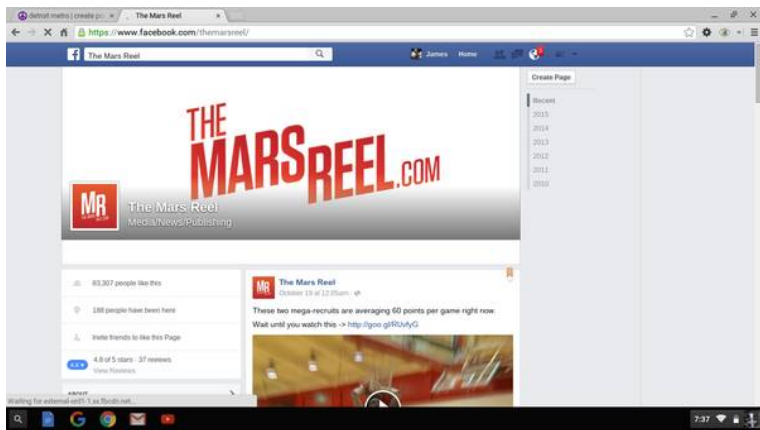 detroit metro | create po
The Mars Reel
https://www.facebook.com/themarsreel/
The Mars Reel
James
Home
Create Page
Recent
2015
2014
2013
2012
2011
2010
THE
MARSREEL.COM
MR
The Mars Reel
Media/News/Publishing
83,307 people like this
188 people have been here
Invite friends to like this Page
4.8 of 5 stars · 37 reviews
View Reviews
ABOUT
MR
The Mars Reel
October 19 at 12:05am
These two mega-recruits are averaging 60 points per game right now.
Wait until you watch this -> http://goo.gl/RUvfyG
Waiting for external-ord1-1.xx.fbcdn.net...
7:37